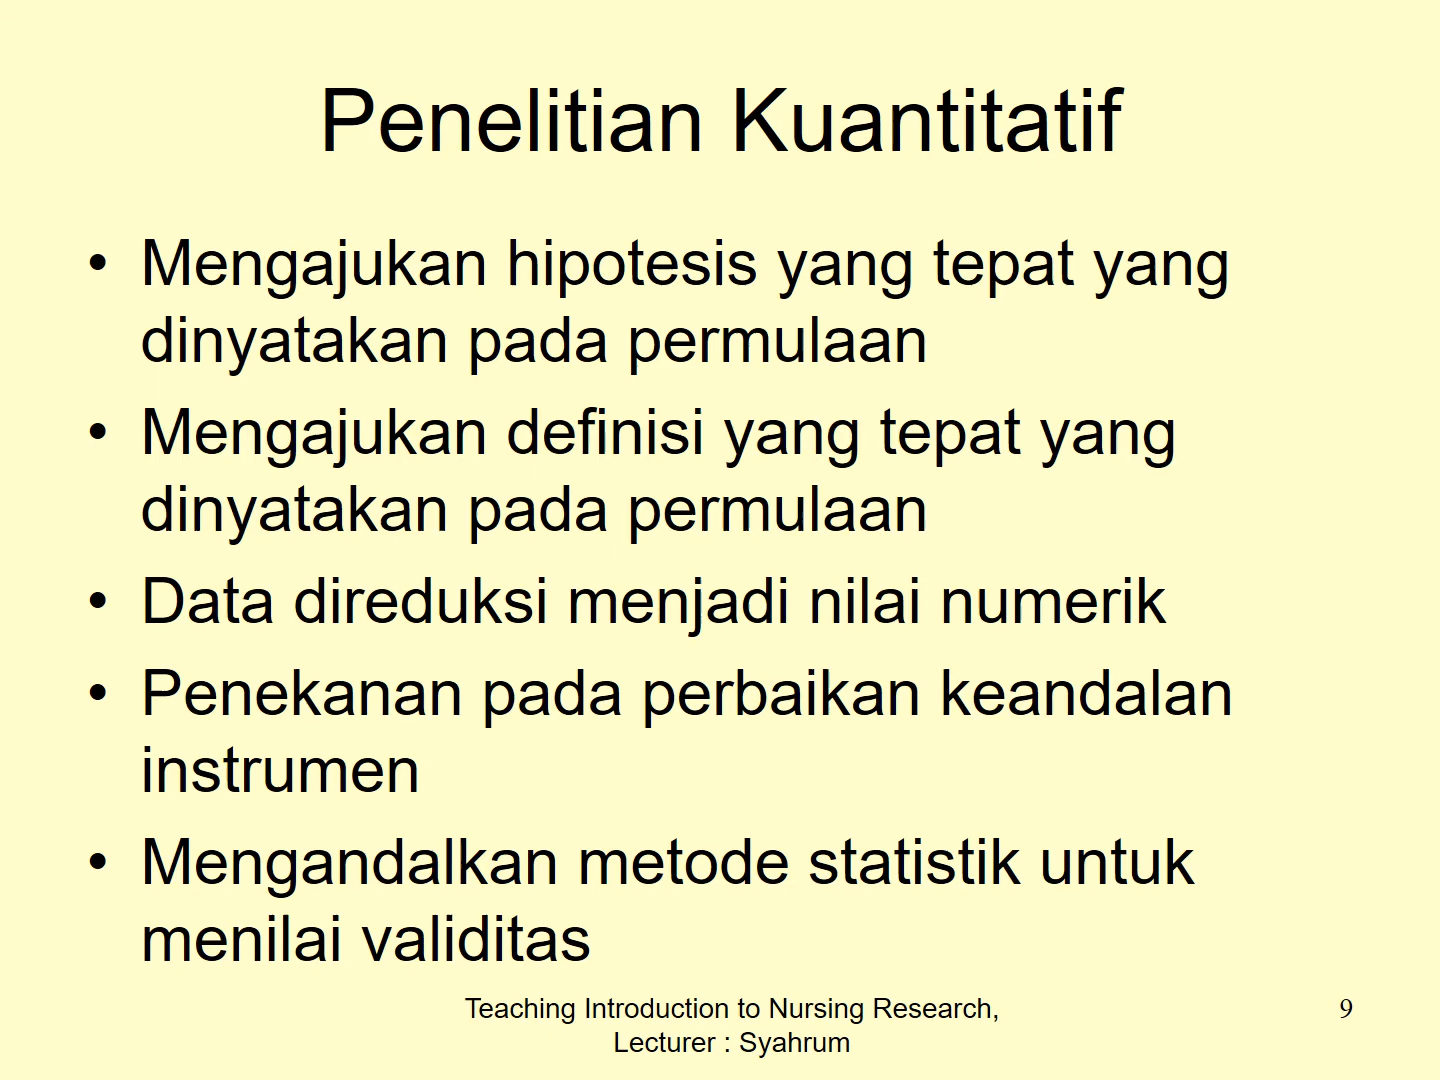 Penelitian Kuantitatif
• Mengajukan hipotesis yang tepat yang
dinyatakan pada permulaan
• Mengajukan definisi yang tepat yang
dinyatakan pada permulaan
• Data direduksi menjadi nilai numerik
• Penekanan pada perbaikan keandalan
instrumen
• Mengandalkan metode statistik untuk
menilai validitas
Teaching Introduction to Nursing Research,
Lecturer : Syahrum
9